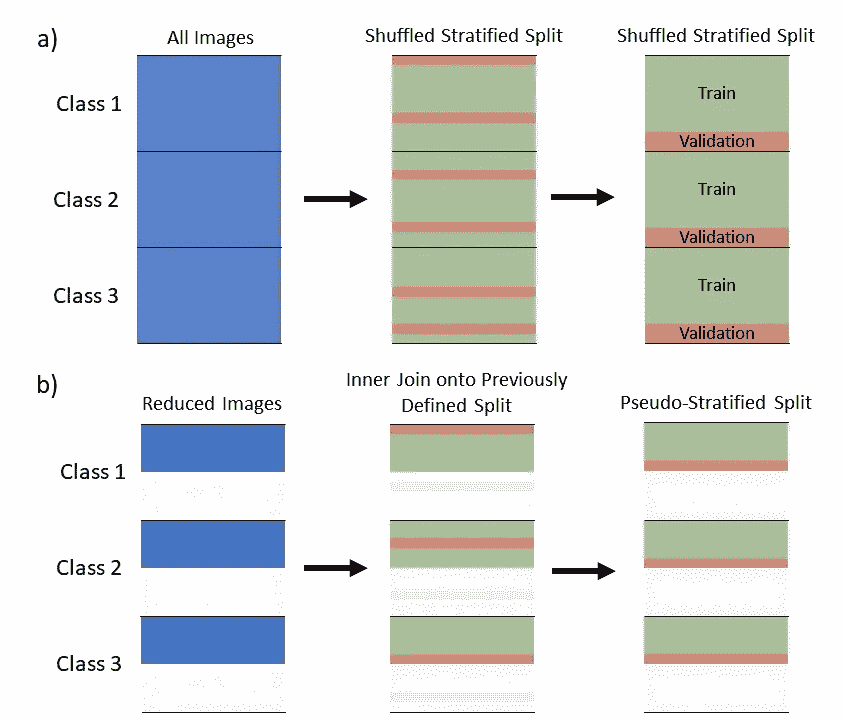 a)
All Images
Shuffled Stratified Split
Shuffled Stratified Split
Class 1
Train
Validation
Class 2
Train
Validation
Class 3
Train
Validation
b)
Reduced Images
Inner Join onto Previously
Defined Split
Pseudo-Stratified Split
Class 1
Class 2
Class 3